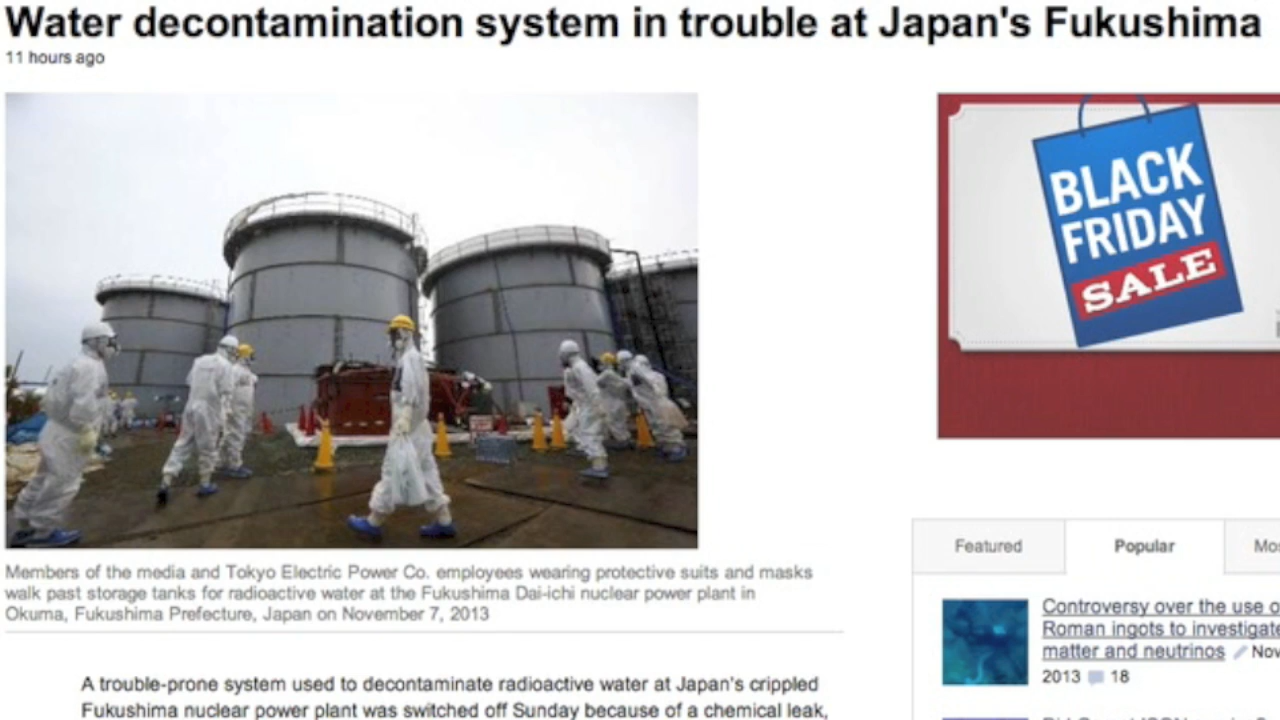 Water decontamination system in trouble at Japan's Fukushima
11 hours ago
BLACK
FRIDAY
SALE
Members of the media and Tokyo Electric Power Co. employees wearing protective suits and masks
walk past storage tanks for radioactive water at the Fukushima Dai-ichi nuclear power plant in
Okuma, Fukushima Prefecture, Japan on November 7, 2013
A trouble-prone system used to decontaminate radioactive water at Japan's crippled
Fukushima nuclear power plant was switched off Sunday because of a chemical leak,
Featured Popular
Controversy over the use
Roman ingots to investigate
matter and neutrinos Nov
2013 18